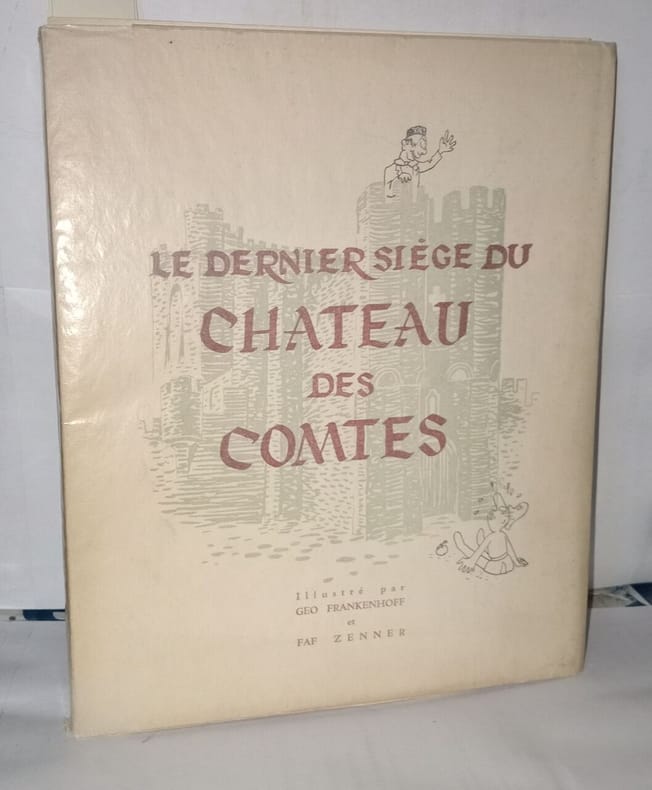 LE DERNIER SIÈGE DU
CHATEAU
DES
COMTES
Illustré par
GEO FRANKENHOFF
et
FAF ZENNER